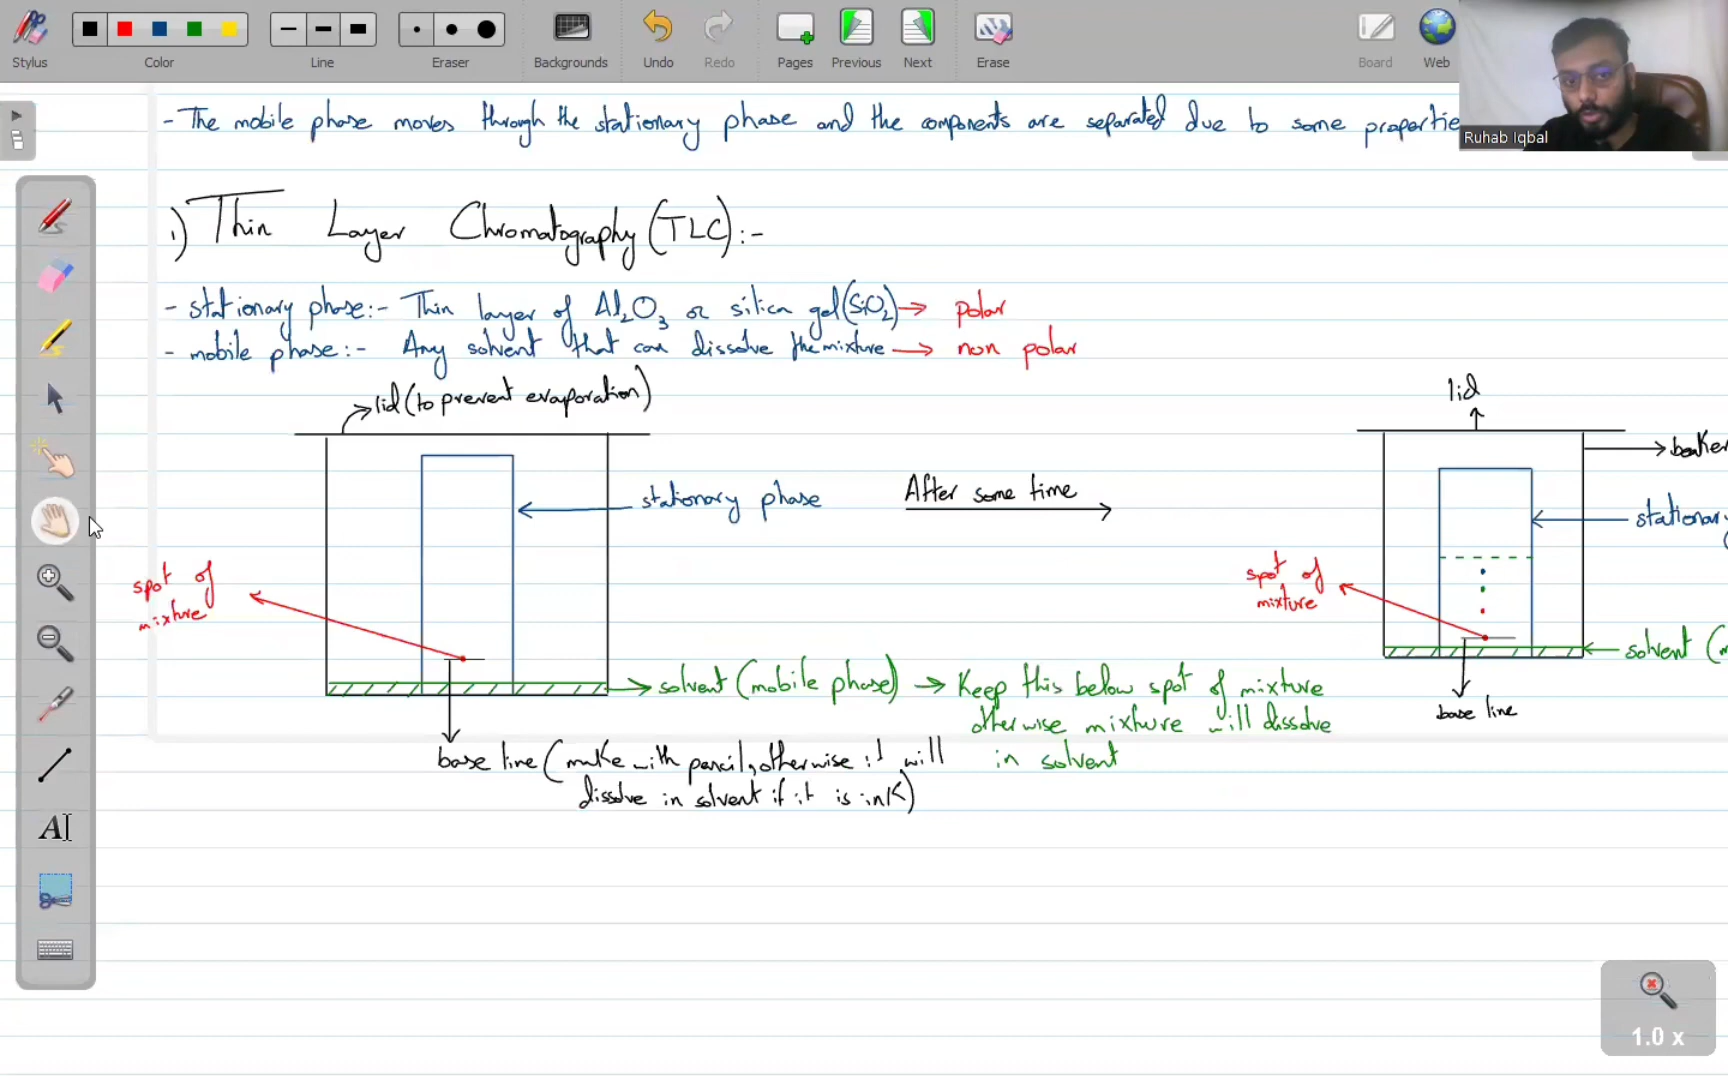 Stylus
Color
Line
Eraser
Backgrounds
Undo
Redo
Pages
Previous
Next
Erase
Board
Web
Ruhab Iqbal
- The mobile phase moves through the stationary phase and the components are separated due to some propertie
1) Thin Layer Chromatography (TLC):-
- stationary phase:- Thin layer of Al2O3 or silica gel(SiO2) → polar
- mobile phase:- Any solvent that can dissolve the mixture → non polar
lid (to prevent evaporation)
stationary phase
After some time
spot of
mixture
solvent (mobile phase) → Keep this below spot of mixture
otherwise mixture will dissolve
in solvent
base line (make with pencil, otherwise it will
dissolve in solvent if it is ink)
lid
beaker
stationary
spot of
mixture
solvent (m
base line
AI
1.0 x